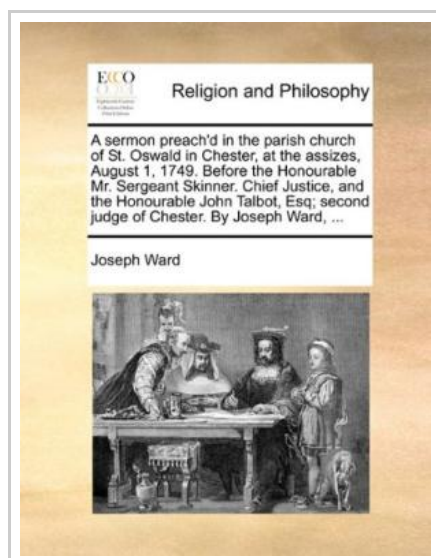 ECCO
Religion and Philosophy
A sermon preach'd in the parish church
of St. Oswald in Chester, at the assizes,
August 1, 1749. Before the Honourable
Mr. Sergeant Skinner. Chief Justice, and
the Honourable John Talbot, Esq; second
judge of Chester. By Joseph Ward, ...
Joseph Ward